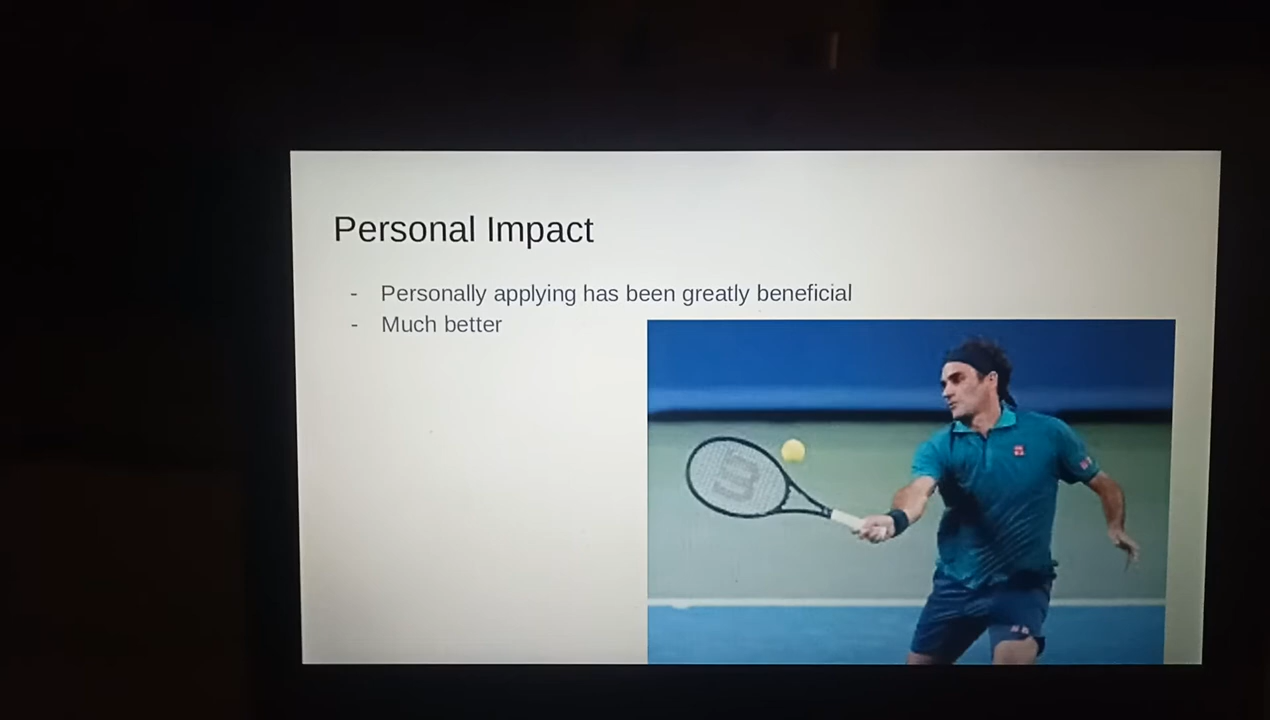 Personal Impact
- Personally applying has been greatly beneficial
- Much better